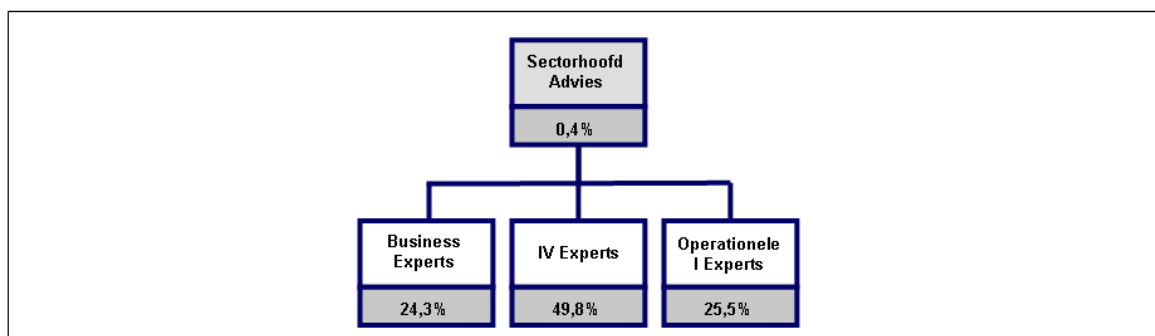 Sectorhoofd
Advies
0,4%
Business
Experts
24,3%
IV Experts
49,8%
Operationele
I Experts
25,5%